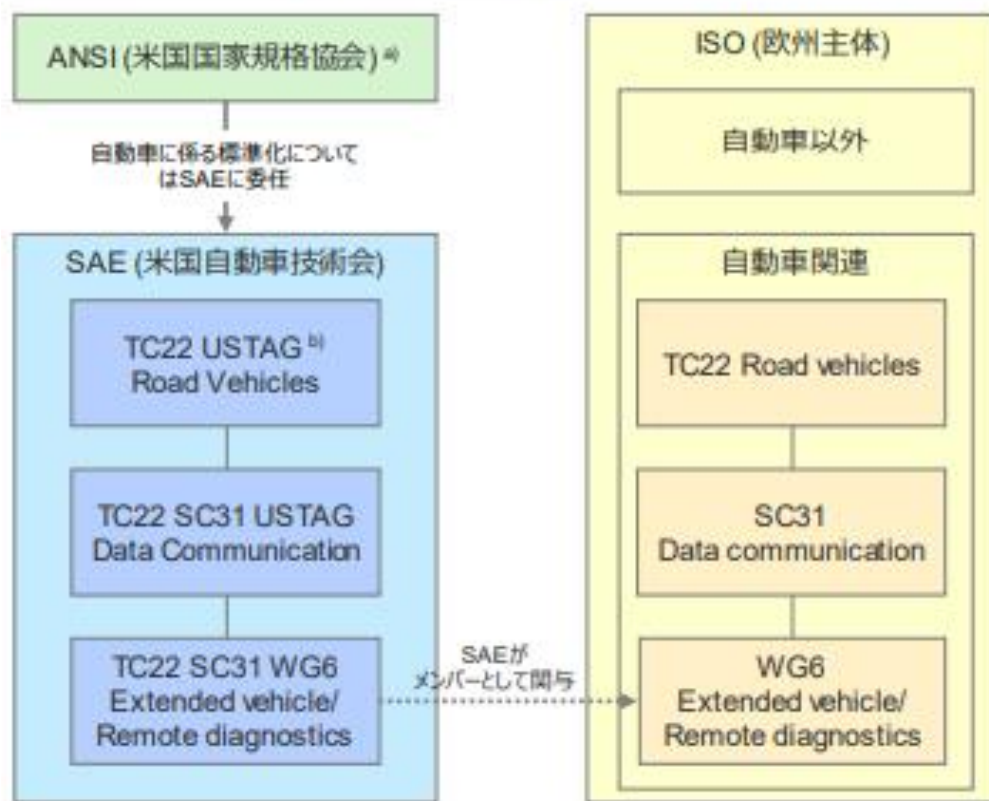 ANSI (米国国家規格協会) a)
自動車に係る標準化について
はSAEに委任
SAE (米国自動車技術会)
TC22 USTAG b)
Road Vehicles
TC22 SC31 USTAG
Data Communication
TC22 SC31 WG6
Extended vehicle/
Remote diagnostics
SAEが
メンバーとして関与
ISO (欧州主体)
自動車以外
自動車関連
TC22 Road vehicles
SC31
Data communication
WG6
Extended vehicle/
Remote diagnostics